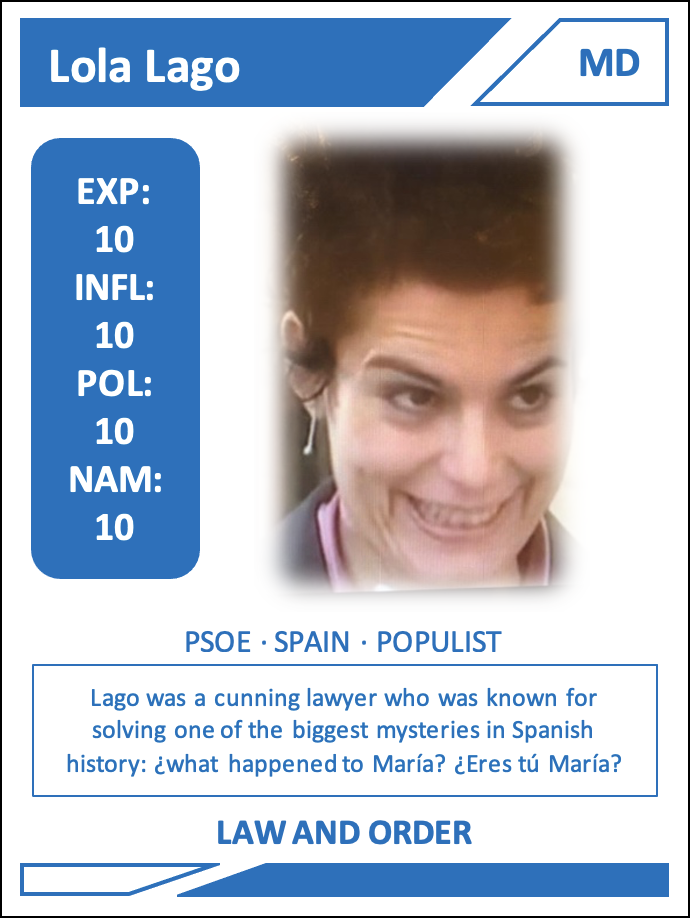 Lola Lago
MD
EXP:
10
INFL:
10
POL:
10
NAM:
10
PSOE · SPAIN · POPULIST
Lago was a cunning lawyer who was known for
solving one of the biggest mysteries in Spanish
history: ¿what happened to María? ¿Eres tú María?
LAW AND ORDER